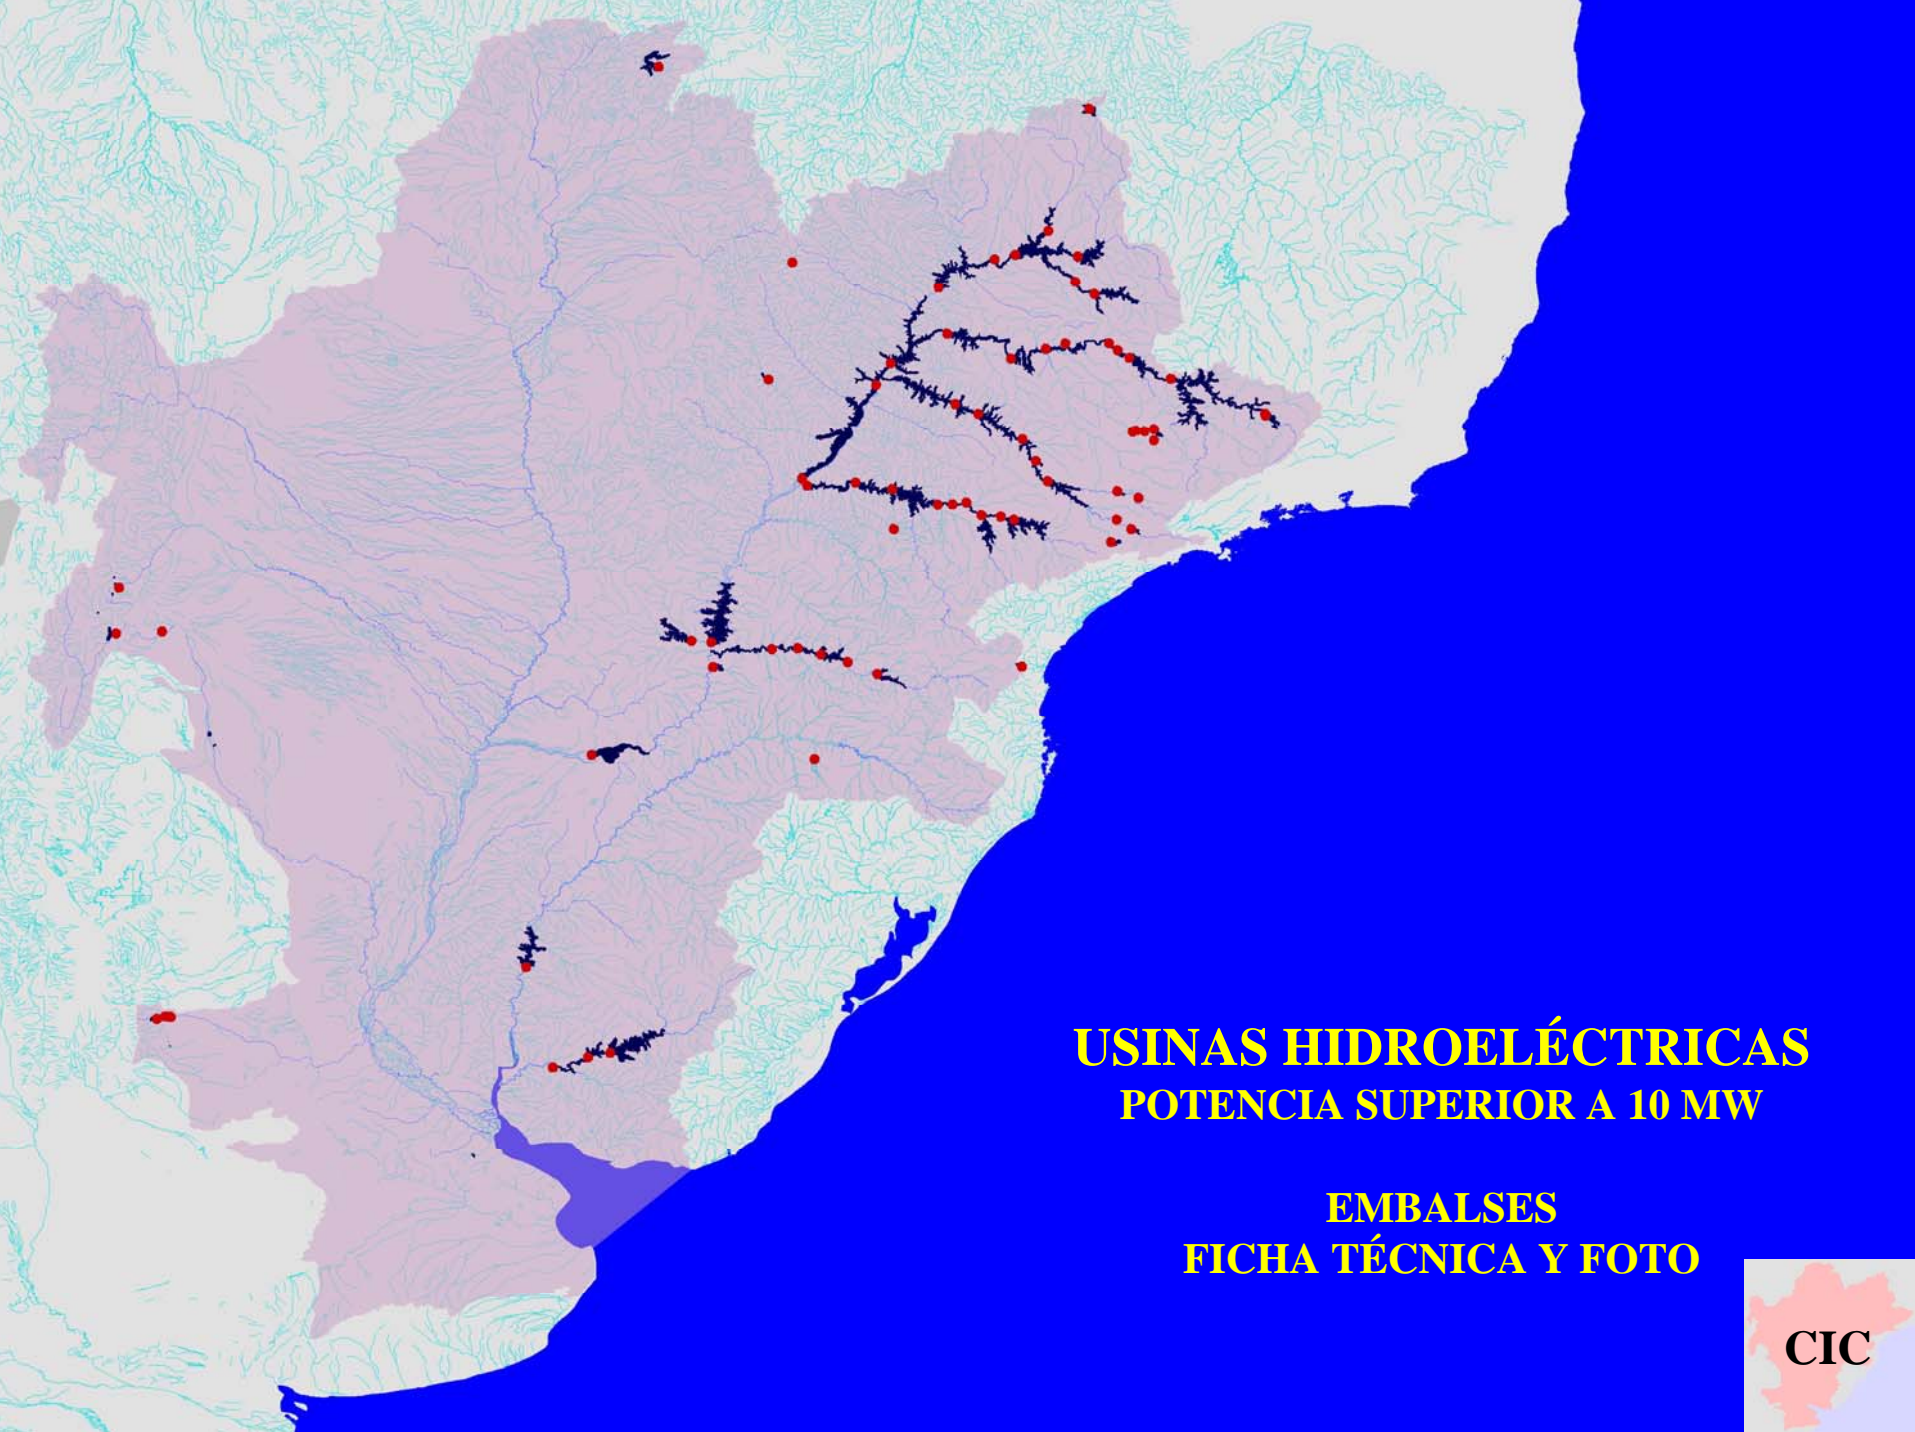 USINAS HIDROELÉCTRICAS
POTENCIA SUPERIOR A 10 MW
EMBALSES
FICHA TÉCNICA Y FOTO
CIC